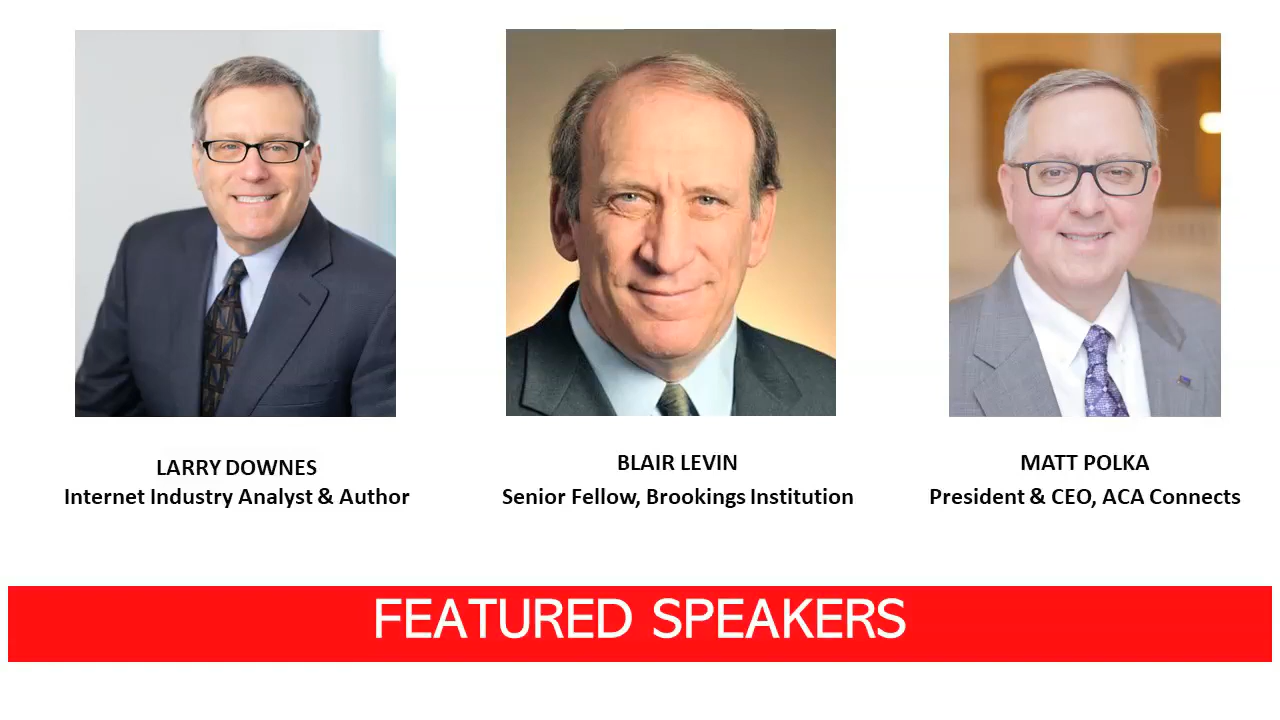 LARRY DOWNES
Internet Industry Analyst & Author
BLAIR LEVIN
Senior Fellow, Brookings Institution
MATT POLKA
President & CEO, ACA Connects
FEATURED SPEAKERS